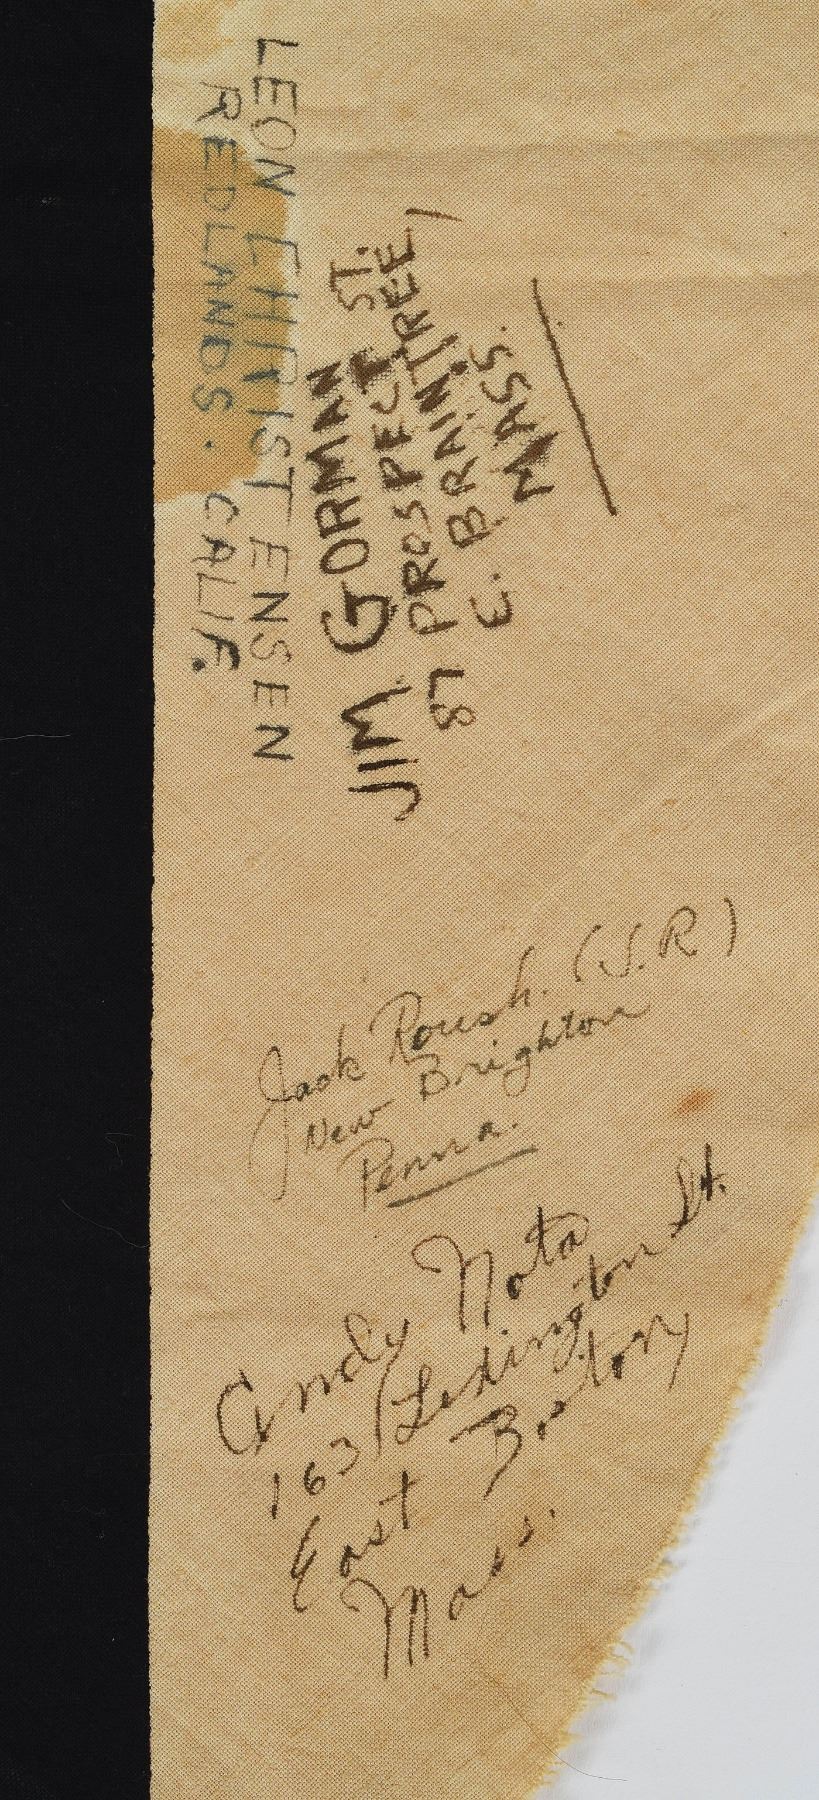 LEON CHRISTENSEN
REDLANDS. CALIF.
JIM GORMAN
87 PROSPECT ST.
E. BRAINTREE,
MASS.
Jack Roush. (J.R)
New Brighton
Penna.
Andy Nota
163 Lexington St.
East Boston
Mass.